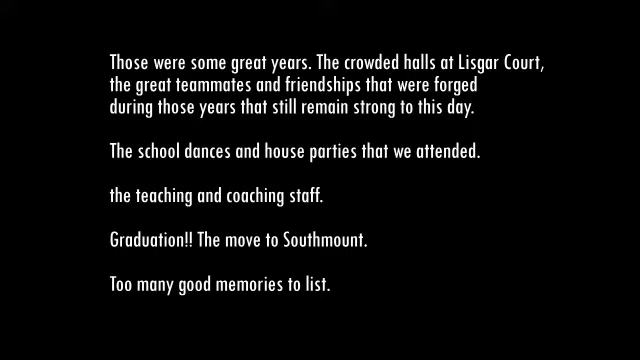 Those were some great years. The crowded halls at Lisgar Court,
the great teammates and friendships that were forged
during those years that still remain strong to this day.
The school dances and house parties that we attended.
the teaching and coaching staff.
Graduation!! The move to Southmount.
Too many good memories to list.